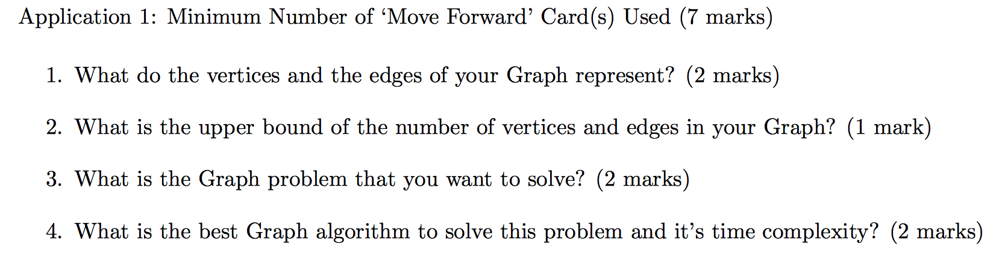 Application 1: Minimum Number of ‘Move Forward’ Card(s) Used (7 marks)
1. What do the vertices and the edges of your Graph represent? (2 marks)
2. What is the upper bound of the number of vertices and edges in your Graph? (1 mark)
3. What is the Graph problem that you want to solve? (2 marks)
4. What is the best Graph algorithm to solve this problem and it’s time complexity? (2 marks)